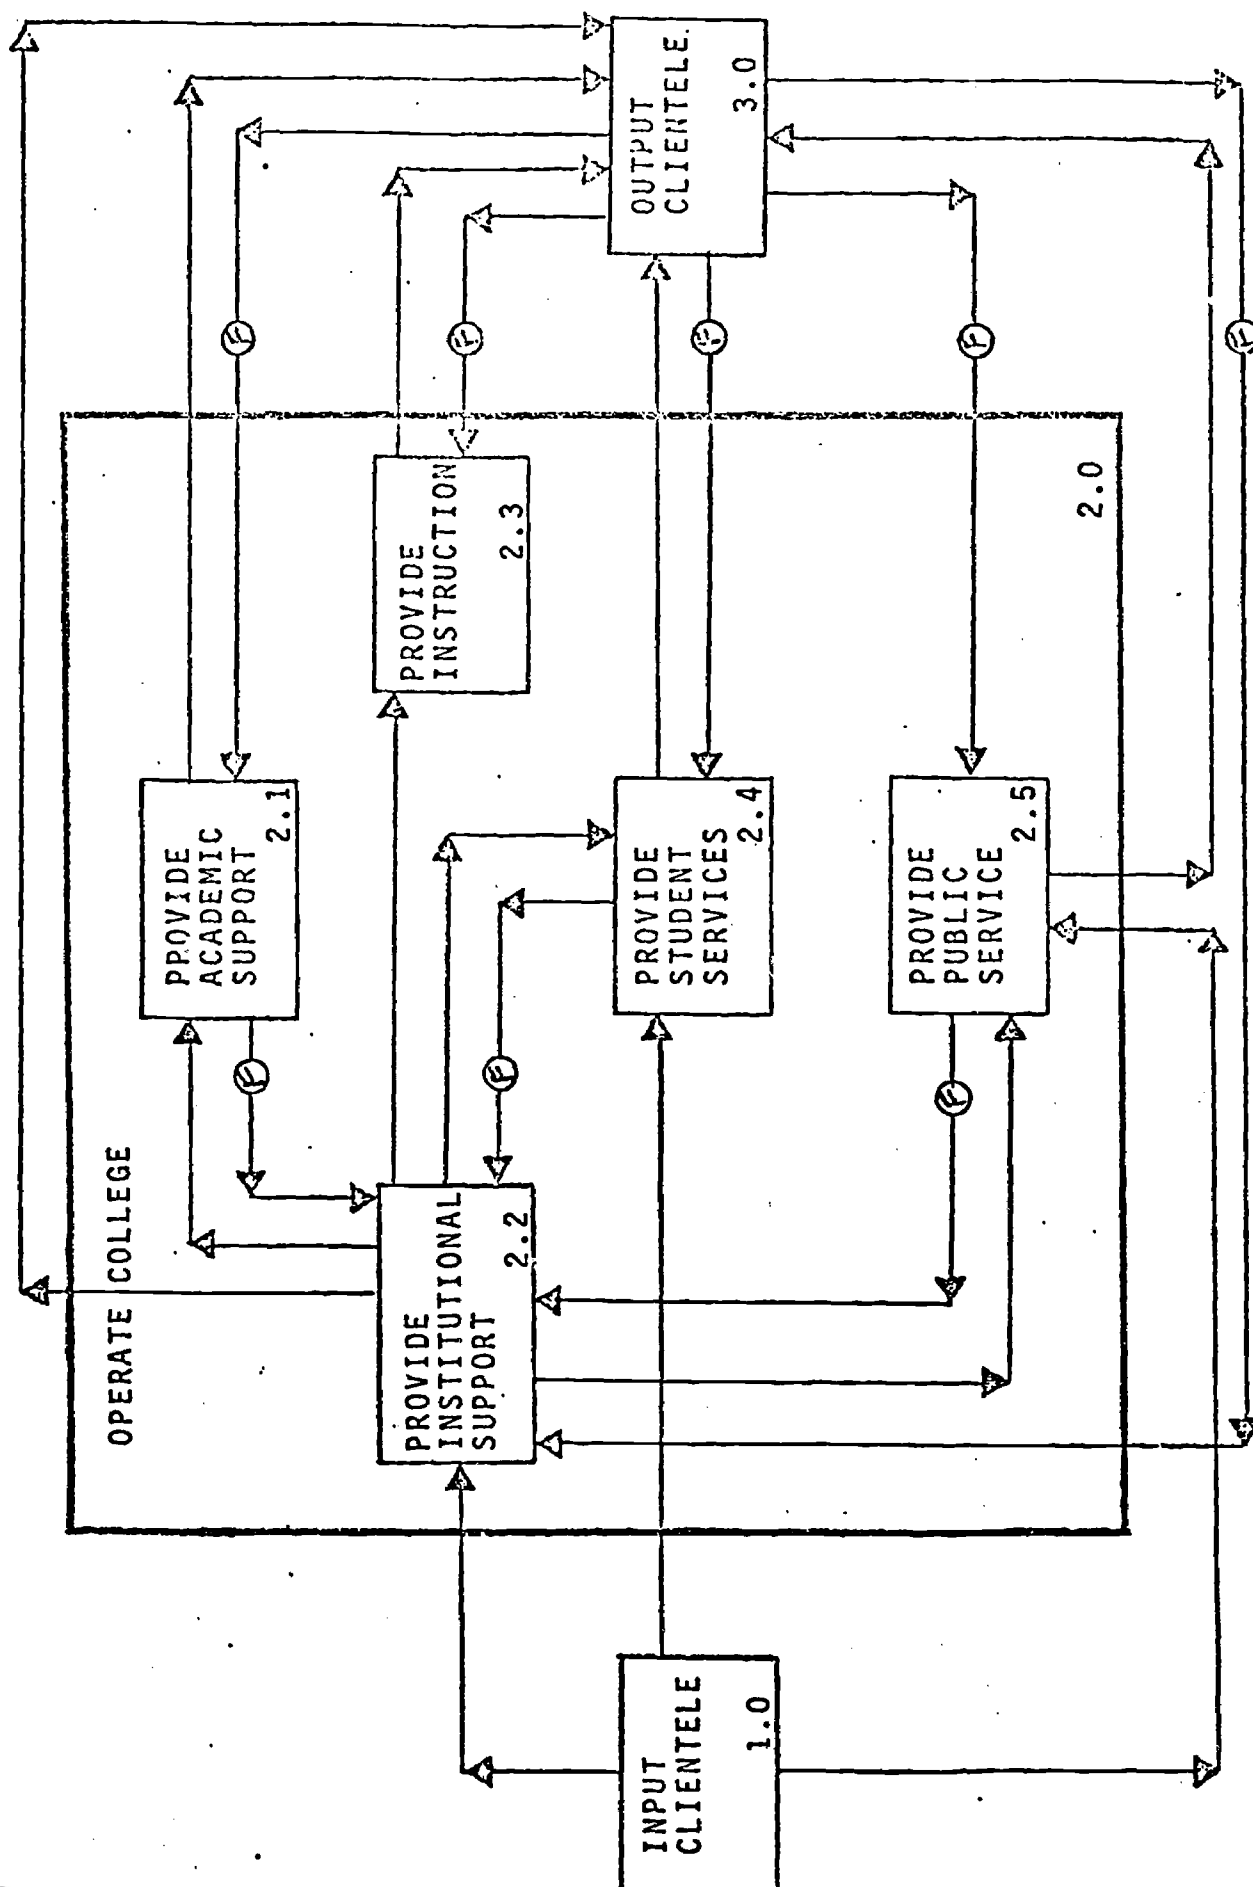 OPERATE COLLEGE
INPUT
CLIENTELE
1.0
PROVIDE
INSTITUTIONAL
SUPPORT
2.2
PROVIDE
ACADEMIC
SUPPORT
2.1
F
PROVIDE
INSTRUCTION
2.3
F
PROVIDE
STUDENT
SERVICES
2.4
F
PROVIDE
PUBLIC
SERVICE
2.5
2.0
F
F
F
F
F
OUTPUT
CLIENTELE.
3.0